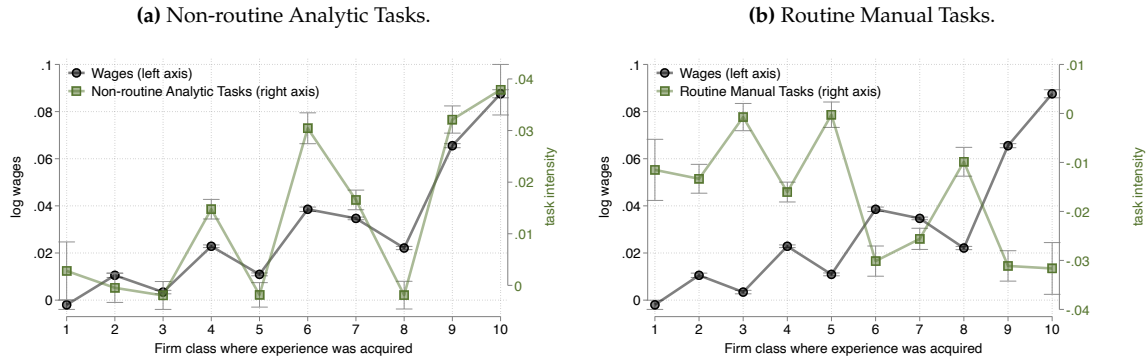 (a) Non-routine Analytic Tasks.
.1
.08
.06
.04
.02
0
log wages
Wages (left axis)
Non-routine Analytic Tasks (right axis)
.04
.03
.02
.01
0
task intensity
1 2 3 4 5 6 7 8 9 10
Firm class where experience was acquired
(b) Routine Manual Tasks.
.1
.08
.06
.04
.02
0
log wages
Wages (left axis)
Routine Manual Tasks (right axis)
.01
0
-.01
-.02
-.03
-.04
task intensity
1 2 3 4 5 6 7 8 9 10
Firm class where experience was acquired